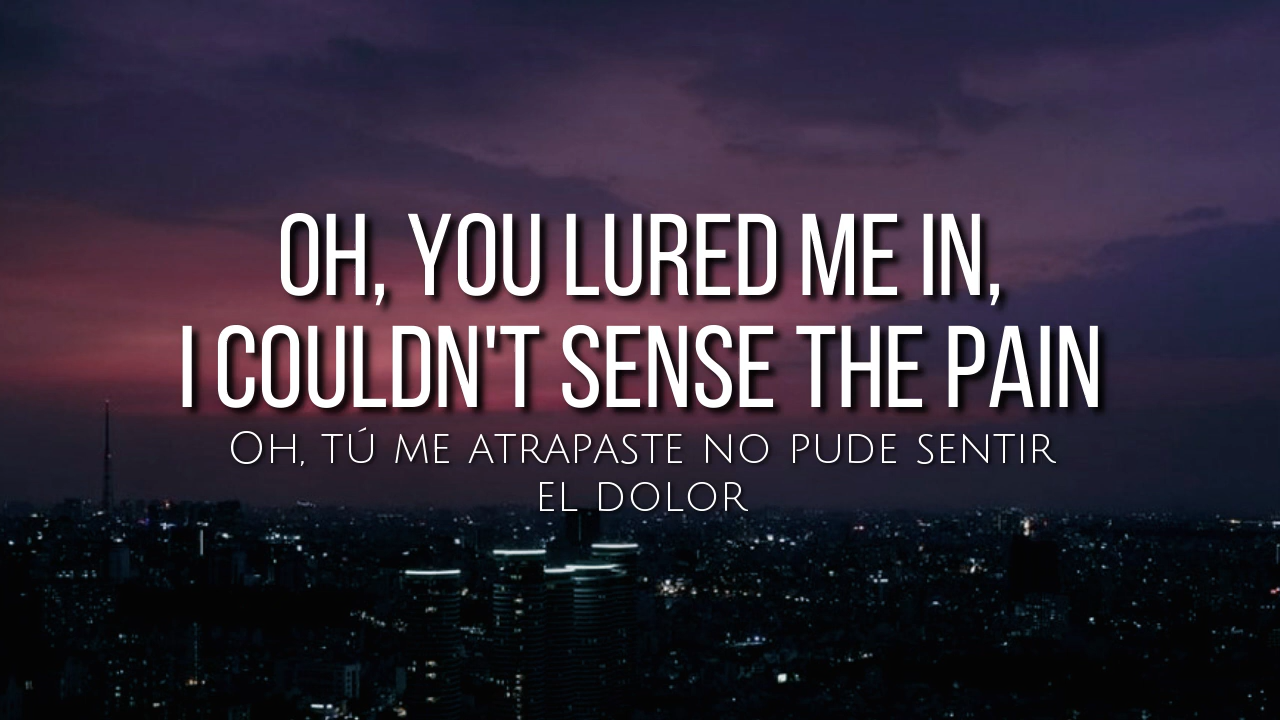 OH, YOU LURED ME IN,
I COULDN'T SENSE THE PAIN
OH, TÚ ME ATRAPASTE NO PUDE SENTIR
EL DOLOR